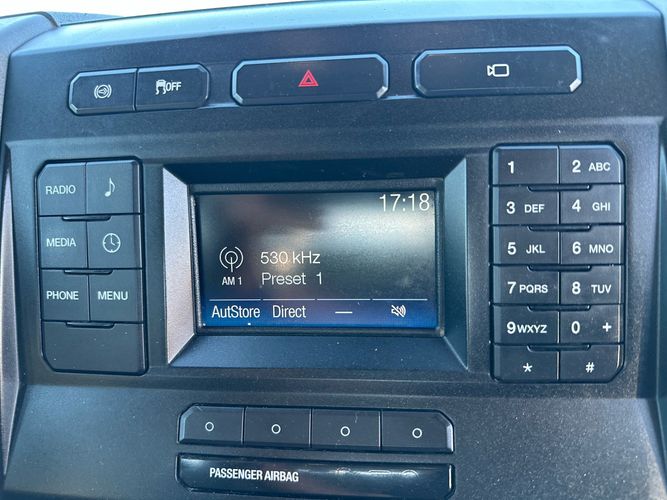 OFF
RADIO
MEDIA
PHONE MENU
17:18
530 kHz
AM 1 Preset 1
AutStore Direct —
1 2 ABC
3 DEF 4 GHI
5 JKL 6 MNO
7 PQRS 8 TUV
9 WXYZ 0 +
* #
PASSENGER AIRBAG